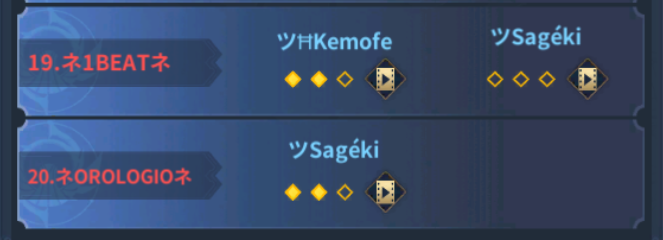 19.ネ1BEATネ
ツĦKemofe
ツSagéki
20.ネOROLOGIOネ
ツSagéki